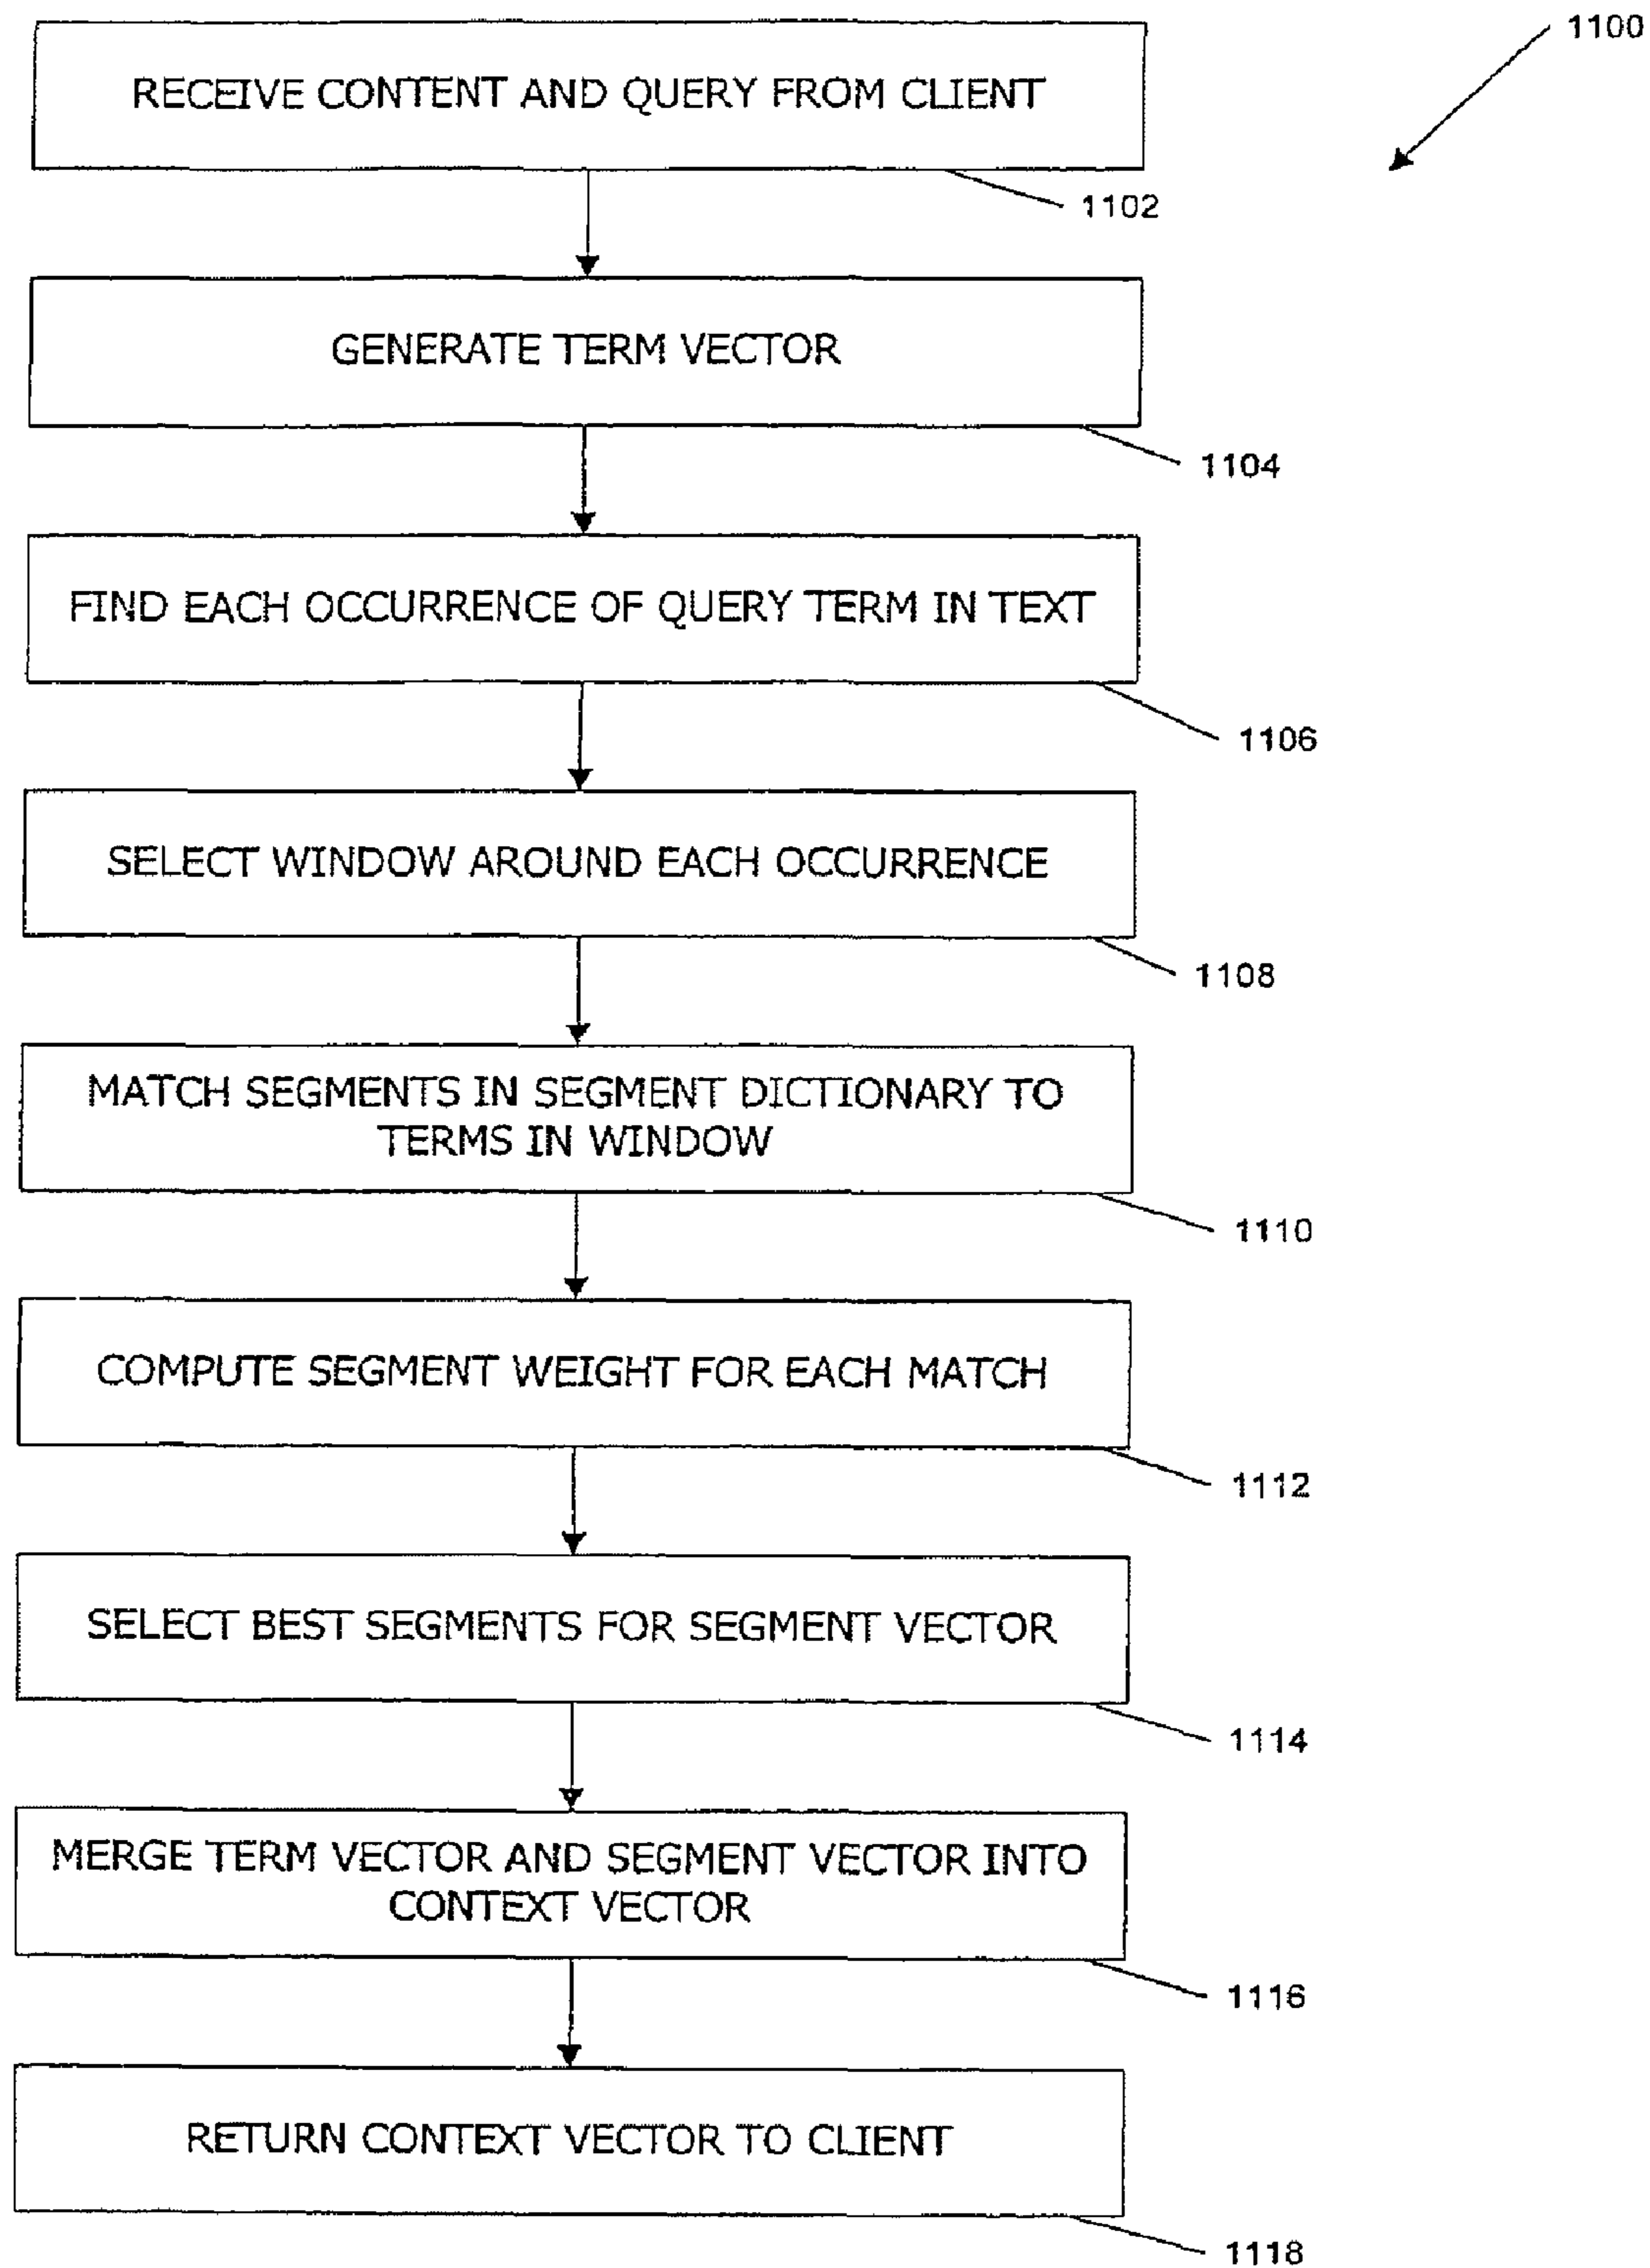 1100
RECEIVE CONTENT AND QUERY FROM CLIENT
1102
GENERATE TERM VECTOR
1104
FIND EACH OCCURRENCE OF QUERY TERM IN TEXT
1106
SELECT WINDOW AROUND EACH OCCURRENCE
1108
MATCH SEGMENTS IN SEGMENT DICTIONARY TO
TERMS IN WINDOW
1110
COMPUTE SEGMENT WEIGHT FOR EACH MATCH
1112
SELECT BEST SEGMENTS FOR SEGMENT VECTOR
1114
MERGE TERM VECTOR AND SEGMENT VECTOR INTO
CONTEXT VECTOR
1116
RETURN CONTEXT VECTOR TO CLIENT
1118